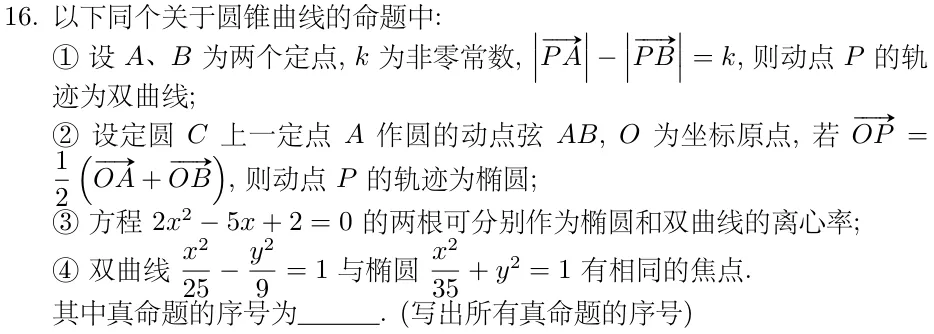 16. 以下同个关于圆锥曲线的命题中:
① 设 A、B 为两个定点, k 为非零常数, |\overrightarrow{PA}| − |\overrightarrow{PB}| = k, 则动点 P 的轨
迹为双曲线;
② 设定圆 C 上一定点 A 作圆的动点弦 AB, O 为坐标原点, 若 \overrightarrow{OP} =
\frac{1}{2}(\overrightarrow{OA} + \overrightarrow{OB}), 则动点 P 的轨迹为椭圆;
③ 方程 2x² − 5x + 2 = 0 的两根可分别作为椭圆和双曲线的离心率;
④ 双曲线 \frac{x²}{25} − \frac{y²}{9} = 1 与椭圆 \frac{x²}{35} + y² = 1 有相同的焦点.
其中真命题的序号为______. (写出所有真命题的序号)